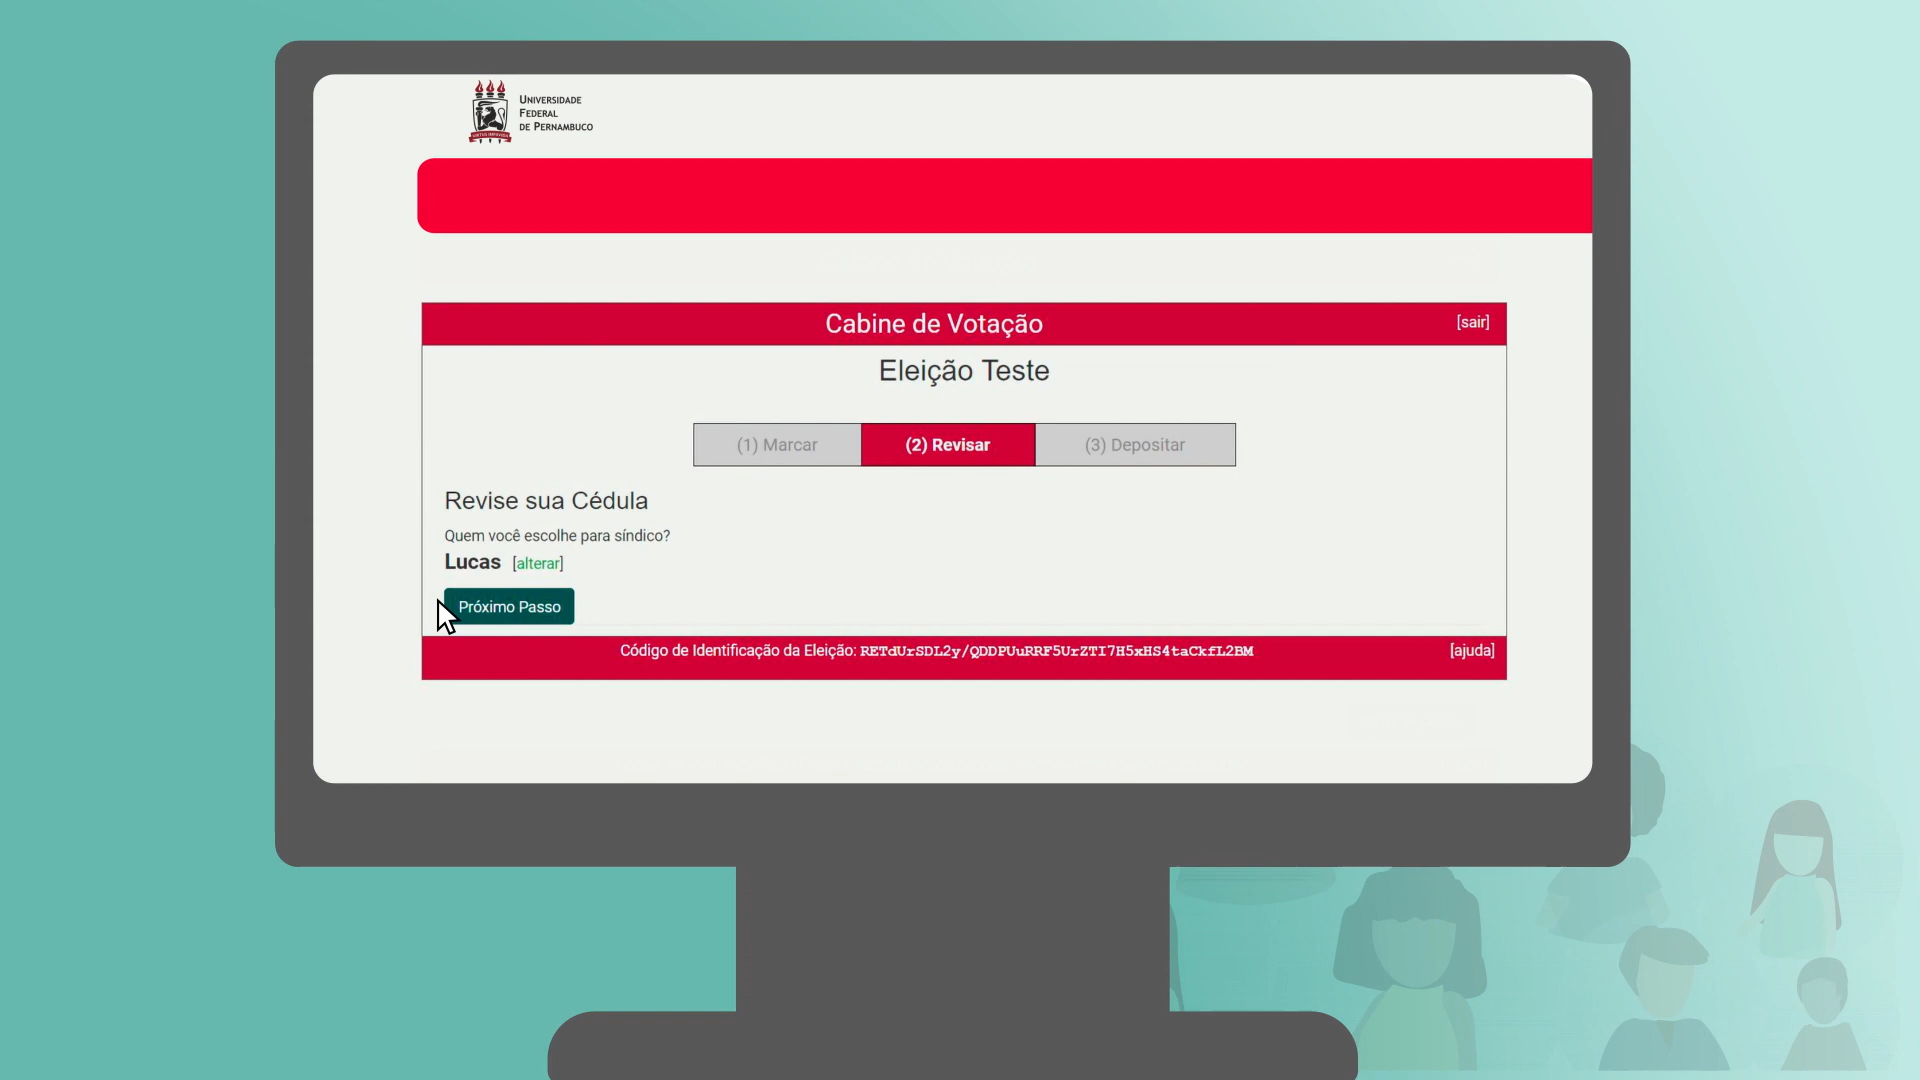 Universidade
Federal
de Pernambuco
Cabine de Votação
[sair]
Eleição Teste
(1) Marcar
(2) Revisar
(3) Depositar
Revise sua Cédula
Quem você escolhe para síndico?
Lucas [alterar]
Próximo Passo
Código de Identificação da Eleição: RETdUrSDL2y/QDDPUuRRF5UrZTI7H5xHS4taCkfL2BM
[ajuda]